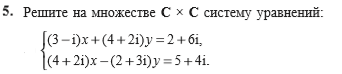 5. Решите на множестве C × C систему уравнений:
(3 – i)x + (4 + 2i)y = 2 + 6i,
(4 + 2i)x – (2 + 3i)y = 5 + 4i.